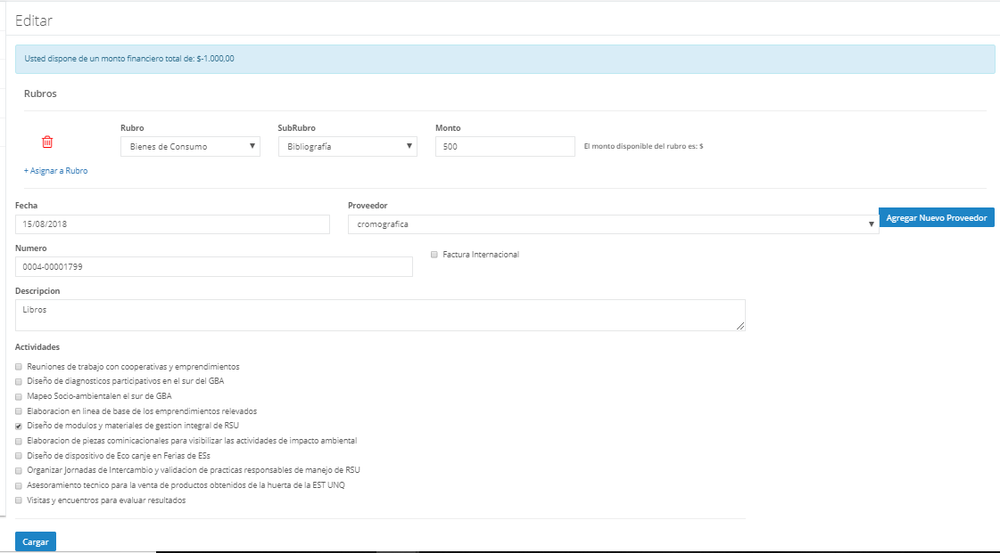 Editar
Usted dispone de un monto financiero total de: $-1.000,00
Rubros
Rubro SubRubro Monto
Bienes de Consumo Bibliografía 500 El monto disponible del rubro es: $
+ Asignar a Rubro
Fecha Proveedor
15/08/2018 cromografica Agregar Nuevo Proveedor
Numero
0004-00001799 Factura Internacional
Descripcion
Libros
Actividades
Reuniones de trabajo con cooperativas y emprendimientos
Diseño de diagnosticos participativos en el sur del GBA
Mapeo Socio-ambientalen el sur de GBA
Elaboracion en linea de base de los emprendimientos relevados
Diseño de modulos y materiales de gestion integral de RSU
Elaboracion de piezas cominicacionales para visibilizar las actividades de impacto ambiental
Diseño de dispositivo de Eco canje en Ferias de ESs
Organizar Jornadas de Intercambio y validacion de practicas responsables de manejo de RSU
Asesoramiento tecnico para la venta de productos obtenidos de la huerta de la EST UNQ
Visitas y encuentros para evaluar resultados
Cargar